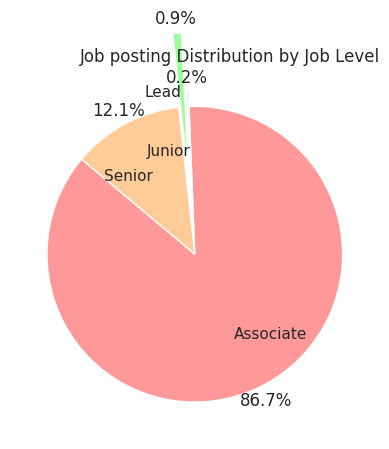 0.9%
Job posting Distribution by Job Level
0.2%
Lead
12.1%
Junior
Senior
Associate
86.7%